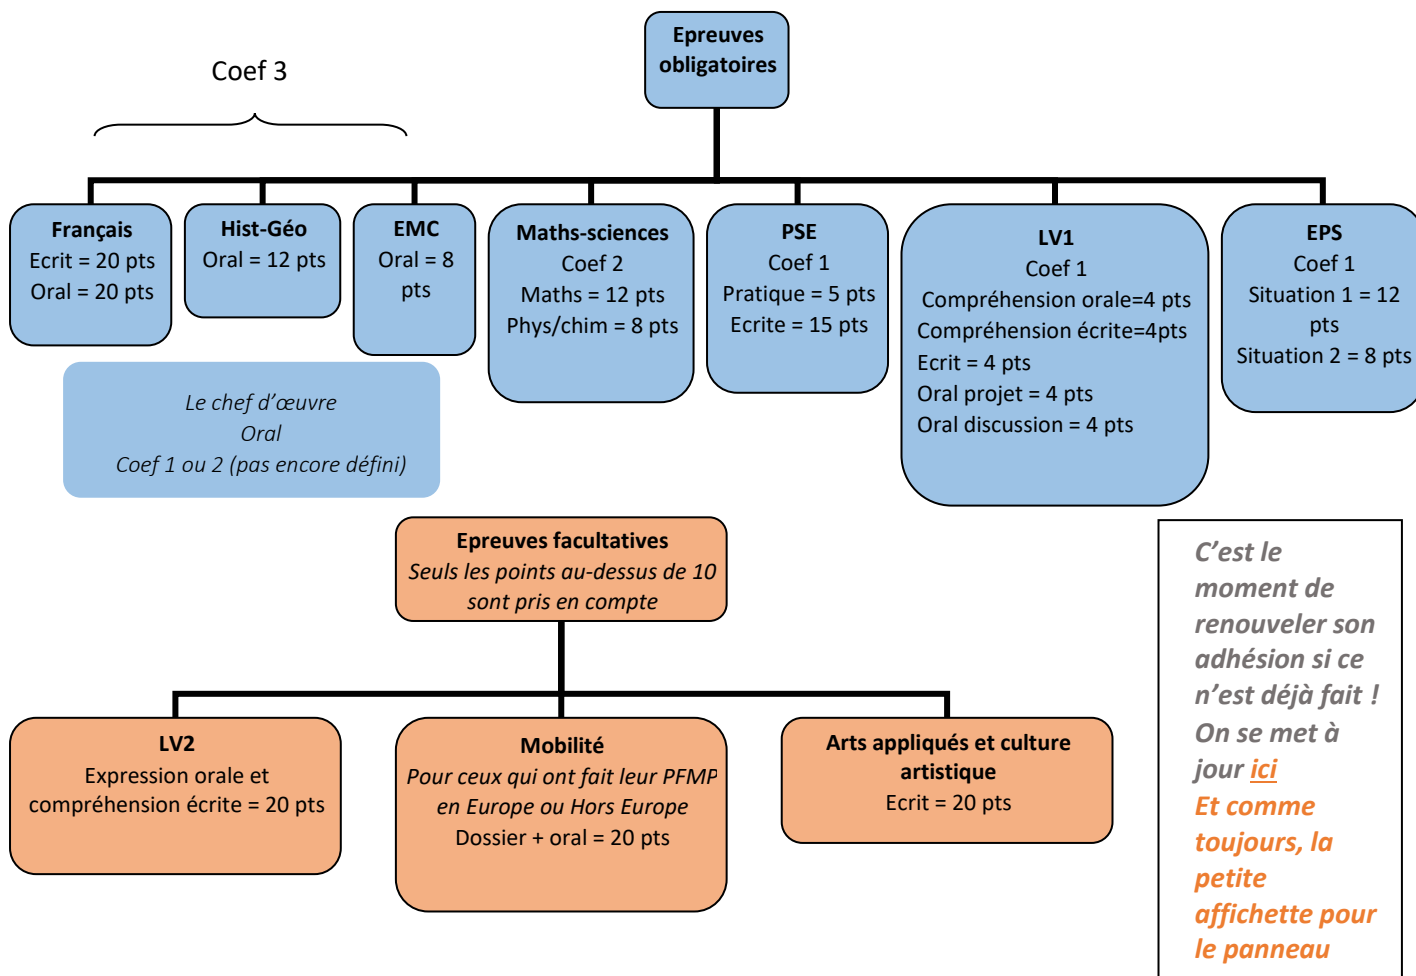 Epreuves
obligatoires
Coef 3
Français
Ecrit = 20 pts
Oral = 20 pts
Hist-Géo
Oral = 12 pts
EMC
Oral = 8
pts
Maths-sciences
Coef 2
Maths = 12 pts
Phys/chim = 8 pts
PSE
Coef 1
Pratique = 5 pts
Ecrite = 15 pts
LV1
Coef 1
Compréhension orale=4 pts
Compréhension écrite=4pts
Ecrit = 4 pts
Oral projet = 4 pts
Oral discussion = 4 pts
EPS
Coef 1
Situation 1 = 12
pts
Situation 2 = 8 pts
Le chef d’œuvre
Oral
Coef 1 ou 2 (pas encore défini)
Epreuves facultatives
Seuls les points au-dessus de 10
sont pris en compte
LV2
Expression orale et
compréhension écrite = 20 pts
Mobilité
Pour ceux qui ont fait leur PFMP
en Europe ou Hors Europe
Dossier + oral = 20 pts
Arts appliqués et culture
artistique
Ecrit = 20 pts
C’est le
moment de
renouveler son
adhésion si ce
n’est déjà fait !
On se met à
jour ici
Et comme
toujours, la
petite
affichette pour
le panneau